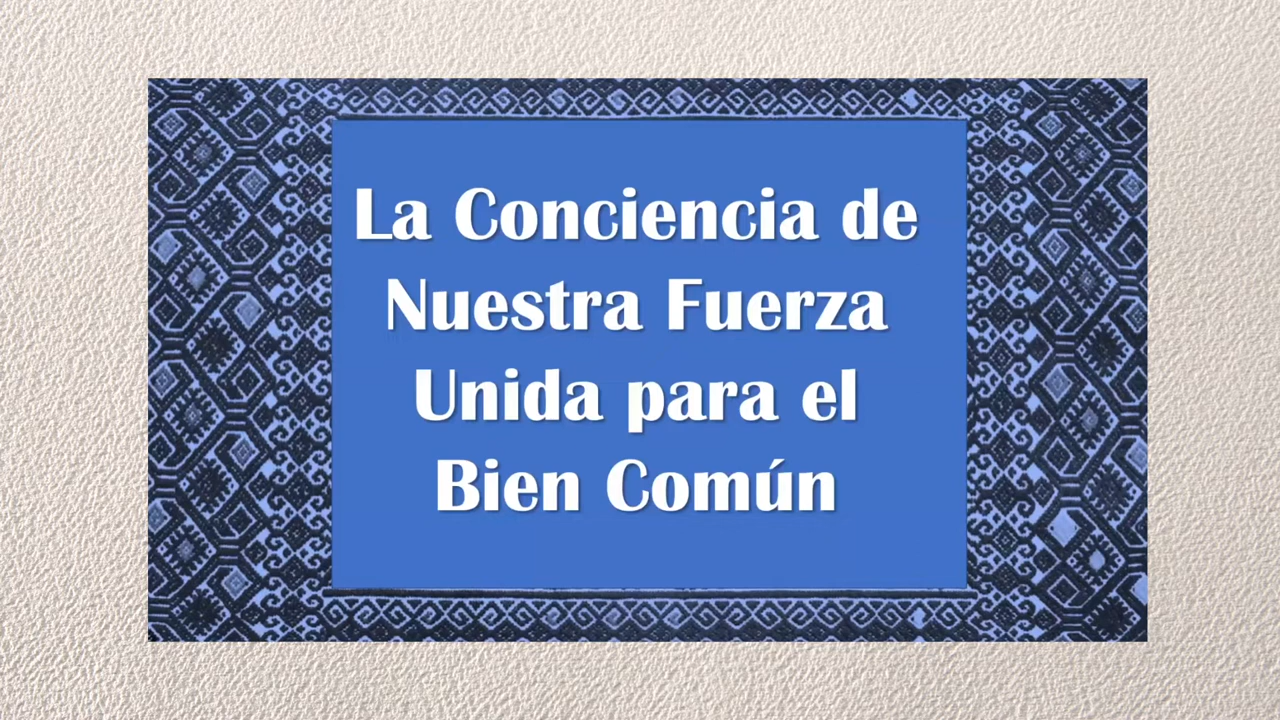 La Conciencia de
Nuestra Fuerza
Unida para el
Bien Común